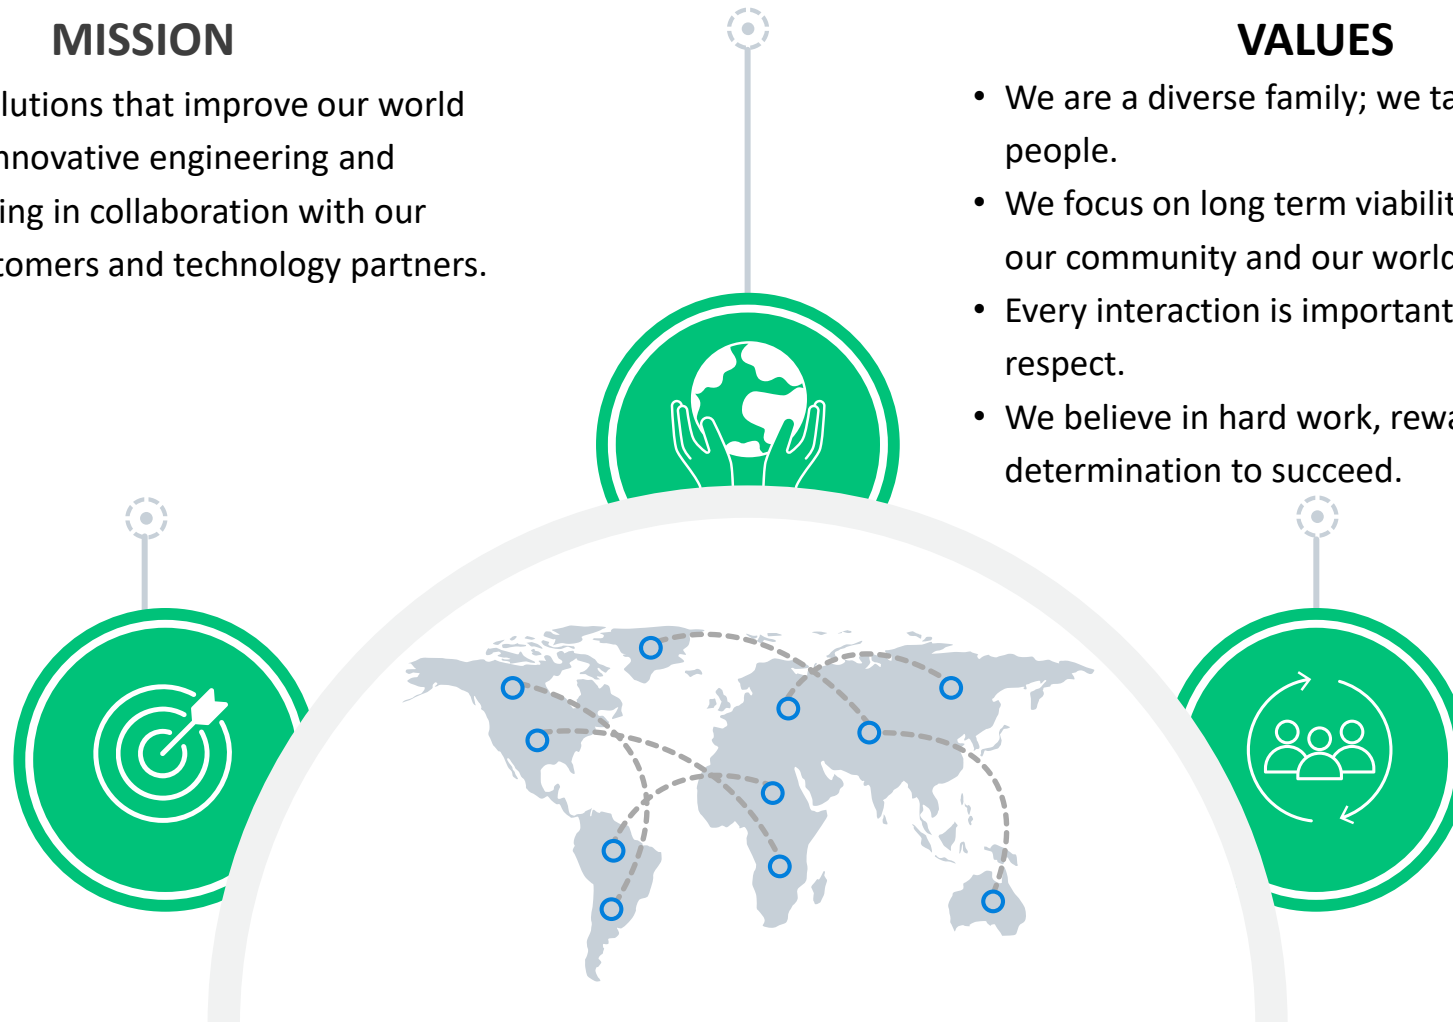 MISSION
lutions that improve our world
nnovative engineering and
ing in collaboration with our
tomers and technology partners.
VALUES
• We are a diverse family; we ta
people.
• We focus on long term viabilit
our community and our world
• Every interaction is important
respect.
• We believe in hard work, rewa
determination to succeed.